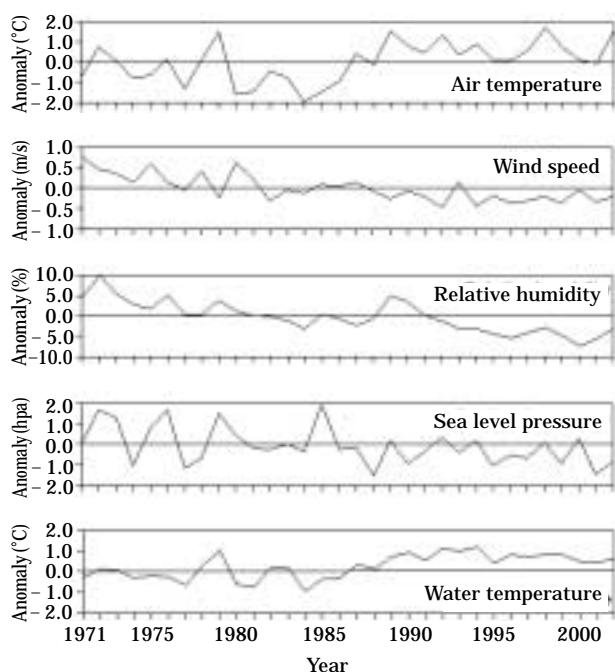 Anomaly (°C)
2.0
1.0
0.0
– 1.0
– 2.0
Air temperature
Anomaly (m/s)
1.0
0.5
0.0
– 0.5
– 1.0
Wind speed
Anomaly (%)
10.0
5.0
0.0
–5.0
–10.0
Relative humidity
Anomaly (hpa)
2.0
1.0
0.0
– 1.0
– 2.0
Sea level pressure
Anomaly (°C)
2.0
1.0
0.0
– 1.0
– 2.0
Water temperature
1971 1975 1980 1985 1990 1995 2000
Year